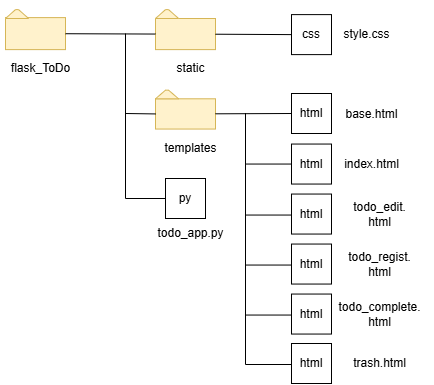 flask_ToDo
static
css
style.css
templates
html
base.html
html
index.html
py
todo_app.py
html
todo_edit.
html
html
todo_regist.
html
html
todo_complete.
html
html
trash.html